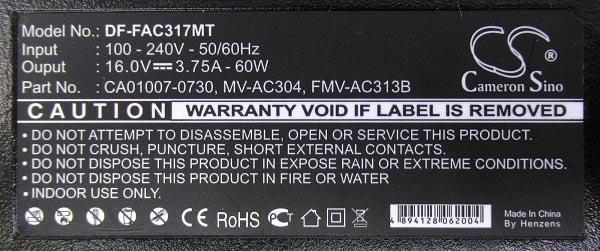 Model No.: DF-FAC317MT
Input : 100 - 240V - 50/60Hz
Output : 16.0V⎓3.75A - 60W
Part No. : CA01007-0730, MV-AC304, FMV-AC313B
CS
Cameron Sino
CAUTION WARRANTY VOID IF LABEL IS REMOVED
• DO NOT ATTEMPT TO DISASSEMBLE, OPEN OR SERVICE THIS PRODUCT
• DO NOT CRUSH, PUNCTURE, SHORT EXTERNAL CONTACTS.
• DO NOT DISPOSE THIS PRODUCT IN EXPOSE RAIN OR EXTREME CONDITIONS
• DO NOT DISPOSE THIS PRODUCT IN FIRE OR WATER
• INDOOR USE ONLY.
CE RoHS PCT
4 894128 062004
Made In China
By Henzens